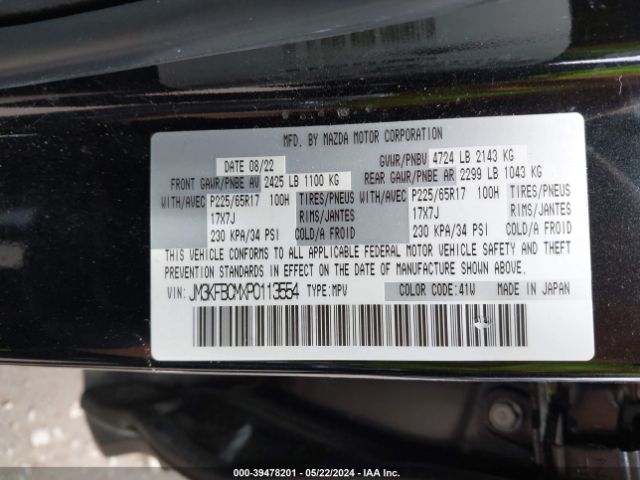 MFD. BY MAZDA MOTOR CORPORATION
DATE 08/22 GVWR/PNBV 4724 LB 2143 KG
FRONT GAWR/PNBE AV 2425 LB 1100 KG REAR GAWR/PNBE AR 2299 LB 1043 KG
WITH/AVEC P225/65R17 100H TIRES/PNEUS WITH/AVEC P225/65R17 100H TIRES/PNEUS
17X7J RIMS/JANTES 17X7J RIMS/JANTES
230 KPA/34 PSI COLD/A FROID 230 KPA/34 PSI COLD/A FROID
THIS VEHICLE CONFORMS TO ALL APPLICABLE FEDERAL MOTOR VEHICLE SAFETY AND THEFT
PREVENTION STANDARDS IN EFFECT ON THE DATE OF MANUFACTURE SHOWN ABOVE.
VIN: JM3KFBCMXP0113554 TYPE:MPV COLOR CODE:41W MADE IN JAPAN
000-39478201 - 05/22/2024 - IAA Inc.